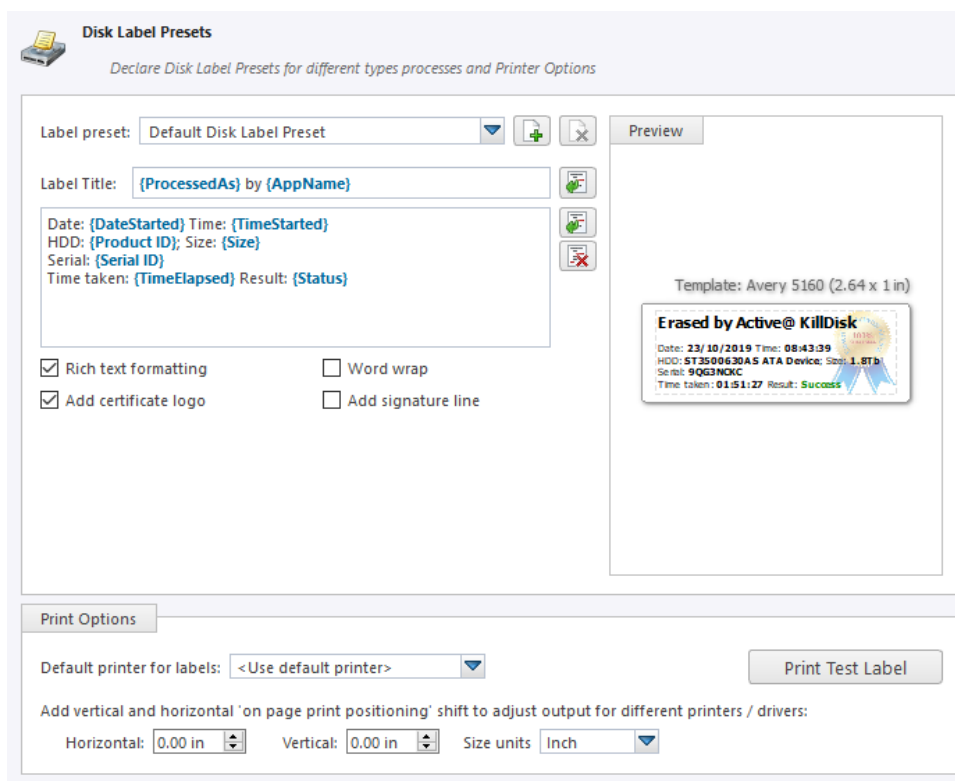 Disk Label Presets
Declare Disk Label Presets for different types processes and Printer Options
Label preset: Default Disk Label Preset
Preview
Label Title: {ProcessedAs} by {AppName}
Date: {DateStarted} Time: {TimeStarted}
HDD: {Product ID}; Size: {Size}
Serial: {Serial ID}
Time taken: {TimeElapsed} Result: {Status}
Rich text formatting
Word wrap
Add certificate logo
Add signature line
Template: Avery 5160 (2.64 x 1 in)
Erased by Active@ KillDisk
Date: 23/10/2019 Time: 08:43:39
HDD: ST3500630AS ATA Device; Size: 1.8Tb
Serial: 9QG3NCKC
Time taken: 01:51:27 Result: Success
Print Options
Default printer for labels: <Use default printer>
Print Test Label
Add vertical and horizontal 'on page print positioning' shift to adjust output for different printers / drivers:
Horizontal: 0.00 in Vertical: 0.00 in Size units Inch